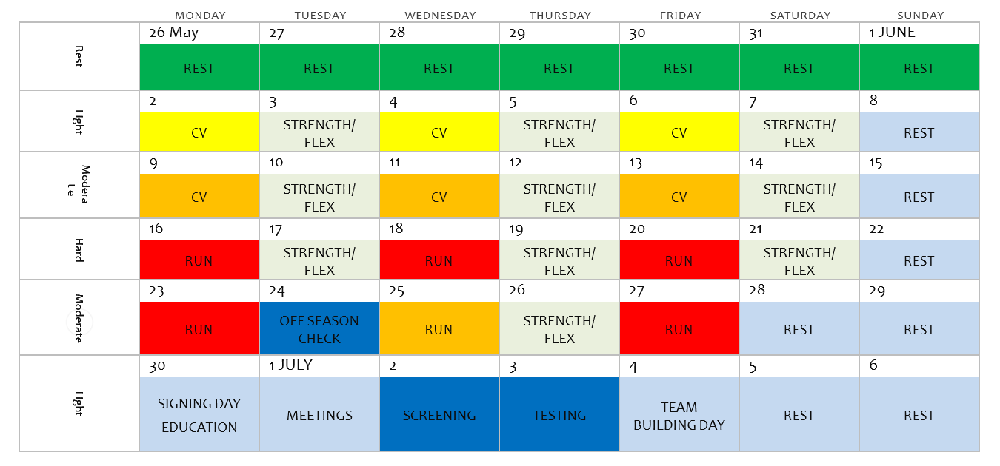 MONDAY TUESDAY WEDNESDAY THURSDAY FRIDAY SATURDAY SUNDAY
Rest
26 May 27 28 29 30 31 1 JUNE
REST REST REST REST REST REST REST
Light
2 3 4 5 6 7 8
CV STRENGTH/ CV STRENGTH/ CV STRENGTH/ REST
FLEX FLEX FLEX
Modera
te
9 10 11 12 13 14 15
CV STRENGTH/ CV STRENGTH/ CV STRENGTH/ REST
FLEX FLEX FLEX
Hard
16 17 18 19 20 21 22
RUN STRENGTH/ RUN STRENGTH/ RUN STRENGTH/ REST
FLEX FLEX FLEX
Moderate
23 24 25 26 27 28 29
RUN OFF SEASON RUN STRENGTH/ RUN REST REST
CHECK FLEX
Light
30 1 JULY 2 3 4 5 6
SIGNING DAY MEETINGS SCREENING TESTING TEAM REST REST
EDUCATION BUILDING DAY